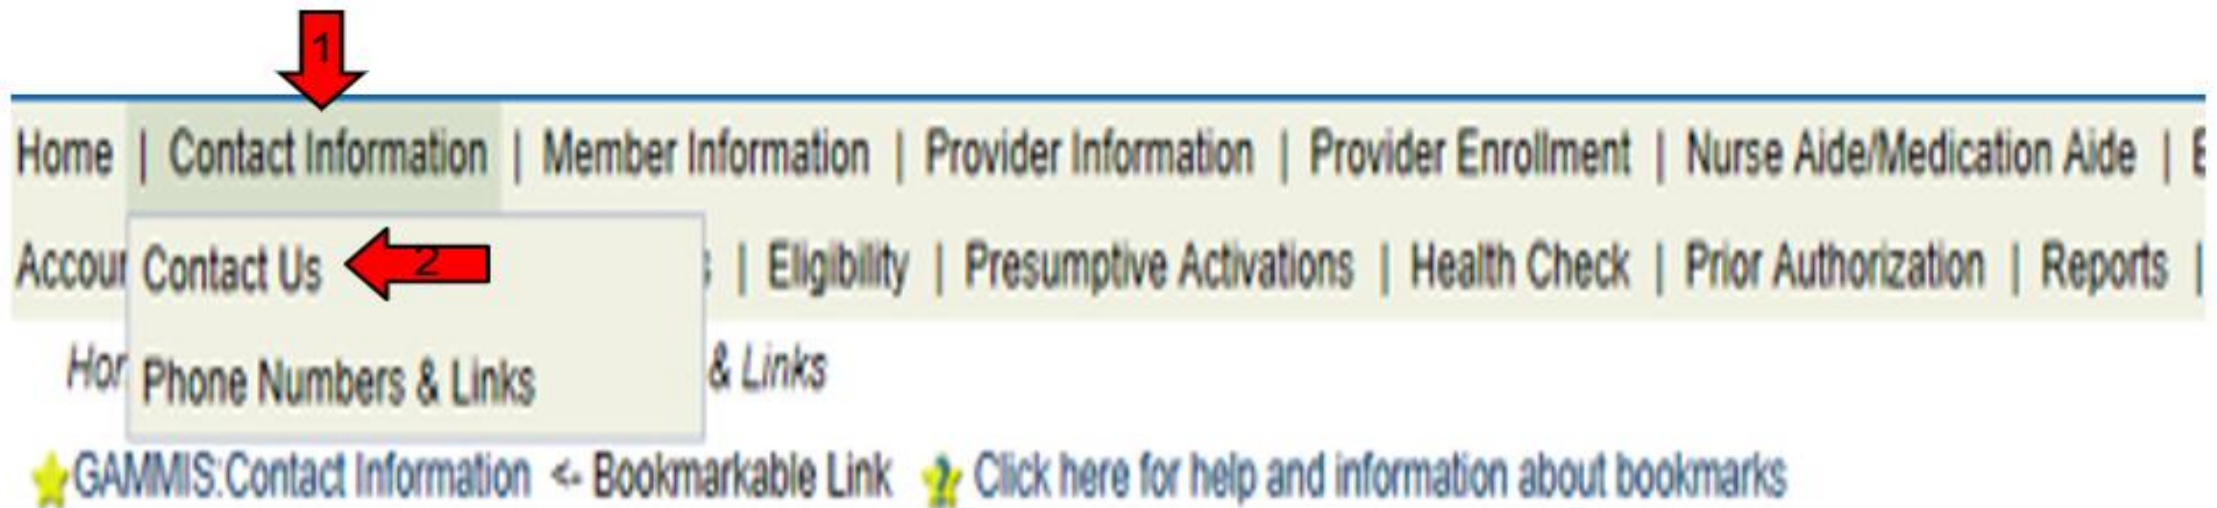 1
Home | Contact Information | Member Information | Provider Information | Provider Enrollment | Nurse Aide/Medication Aide |
Contact Us 2 | Eligibility | Presumptive Activations | Health Check | Prior Authorization | Reports |
Phone Numbers & Links & Links
GAMMIS:Contact Information <- Bookmarkable Link ? Click here for help and information about bookmarks